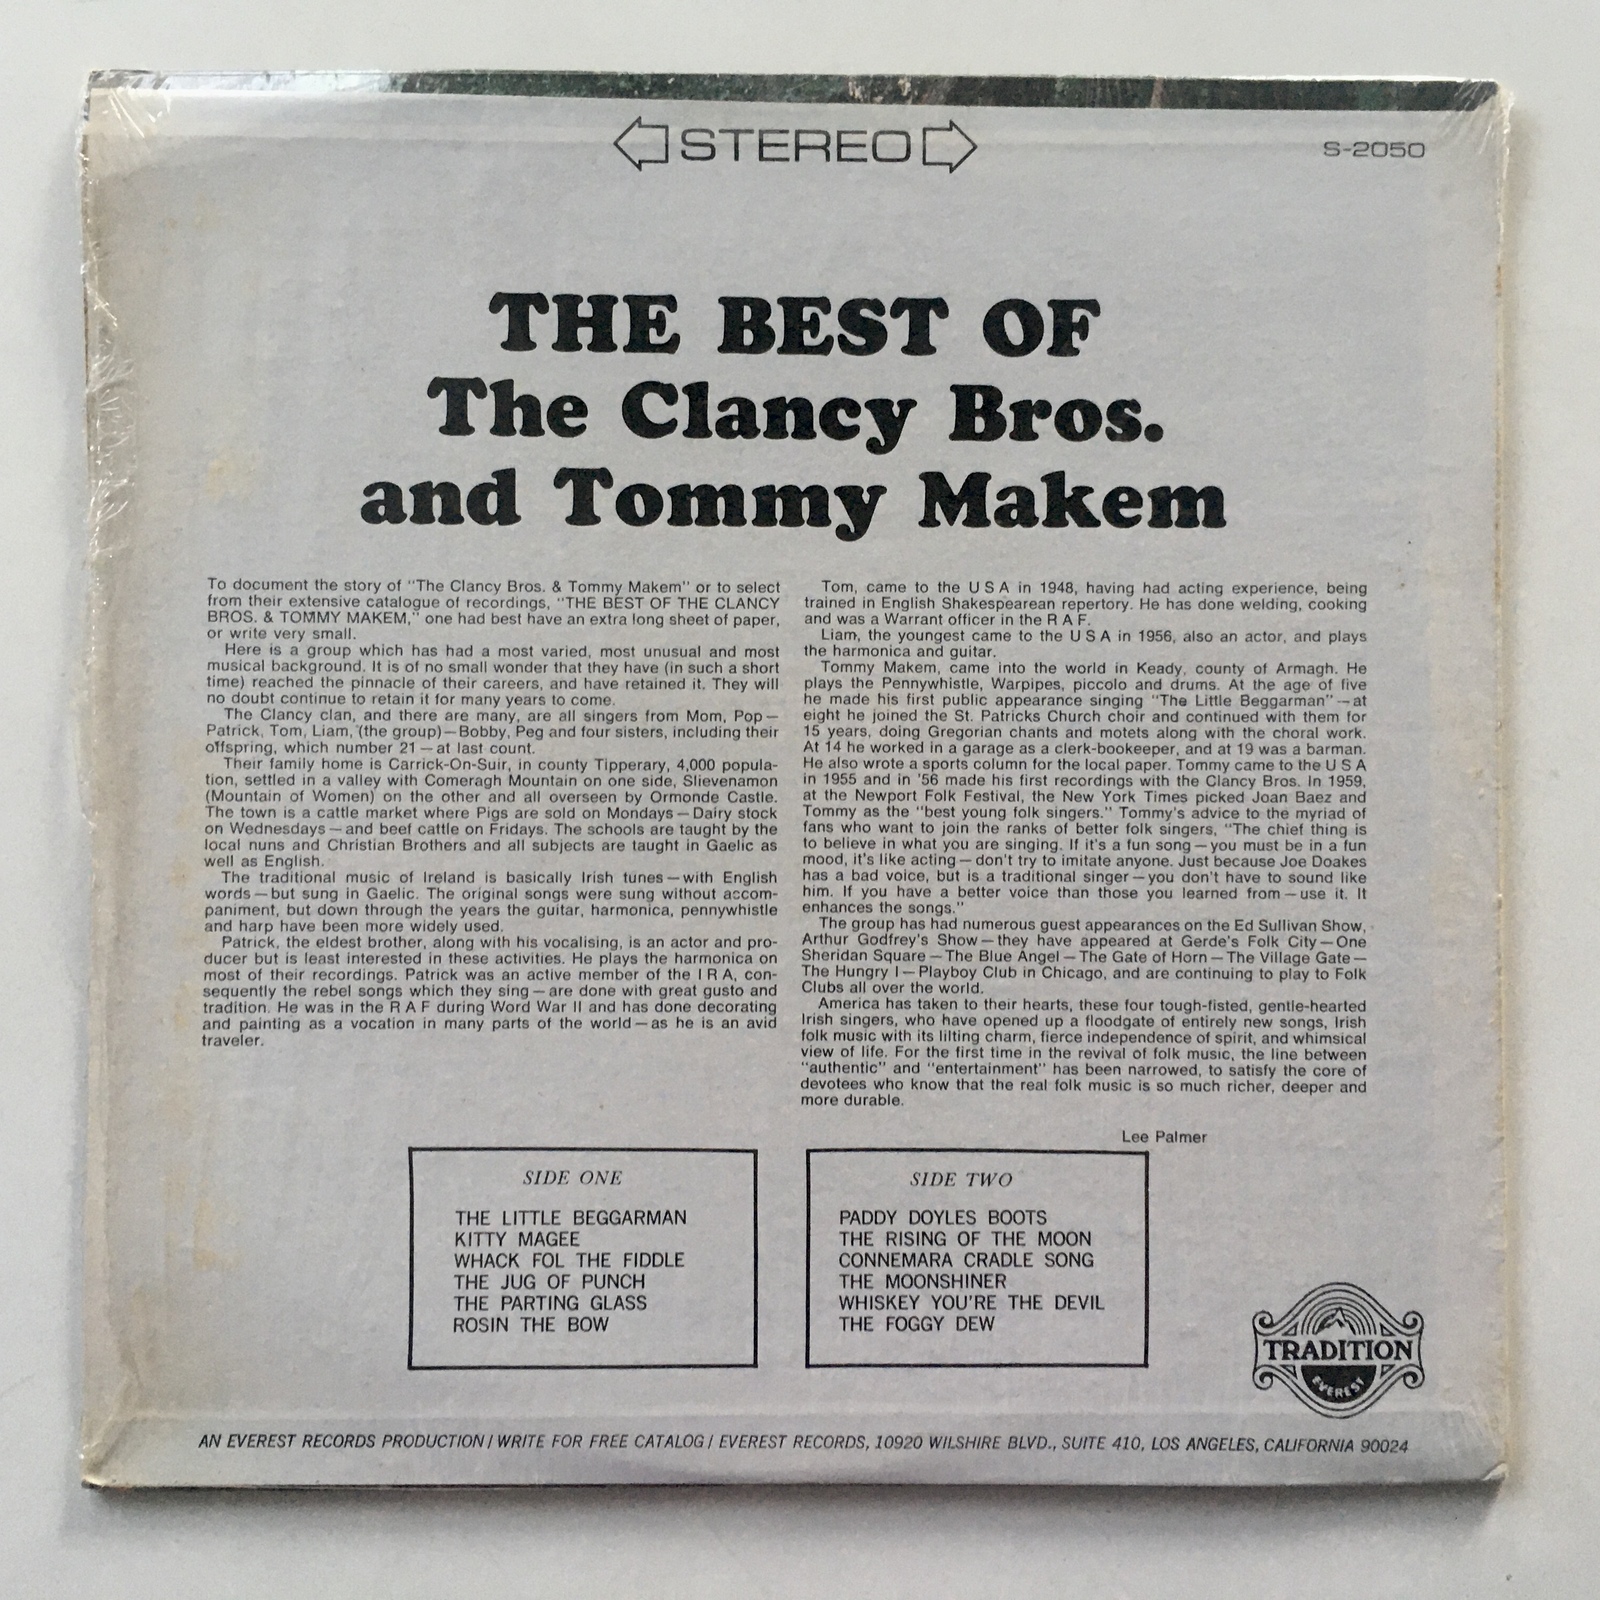 STEREO
S-2050
THE BEST OF
The Clancy Bros.
and Tommy Makem
To document the story of "The Clancy Bros. & Tommy Makem" or to select
from their extensive catalogue of recordings, "THE BEST OF THE CLANCY
BROS. & TOMMY MAKEM," one had best have an extra long sheet of paper,
or write very small.
Here is a group which has had a most varied, most unusual and most
musical background. It is of no small wonder that they have (in such a short
time) reached the pinnacle of their careers, and have retained it. They will
no doubt continue to retain it for many years to come.
The Clancy clan, and there are many, are all singers from Mom, Pop—
Patrick, Tom, Liam, (the group)—Bobby, Peg and four sisters, including their
offspring, which number 21—at last count.
Their family home is Carrick-On-Suir, in county Tipperary, 4,000 popula-
tion, settled in a valley with Comeragh Mountain on one side, Slievenamon
(Mountain of Women) on the other and all overseen by Ormonde Castle.
The town is a cattle market where Pigs are sold on Mondays—Dairy stock
on Wednesdays—and beef cattle on Fridays. The schools are taught by the
local nuns and Christian Brothers and all subjects are taught in Gaelic as
well as English.
The traditional music of Ireland is basically Irish tunes—with English
words—but sung in Gaelic. The original songs were sung without accom-
paniment, but down through the years the guitar, harmonica, pennywhistle
and harp have been more widely used.
Patrick, the eldest brother, along with his vocalising, is an actor and pro-
ducer but is least interested in these activities. He plays the harmonica on
most of their recordings. Patrick was an active member of the I R A, con-
sequently the rebel songs which they sing—are done with great gusto and
tradition. He was in the R A F during Word War II and has done decorating
and painting as a vocation in many parts of the world—as he is an avid
traveler.
Tom, came to the U S A in 1948, having had acting experience, being
trained in English Shakespearean repertory. He has done welding, cooking
and was a Warrant officer in the R A F.
Liam, the youngest came to the U S A in 1956, also an actor, and plays
the harmonica and guitar.
Tommy Makem, came into the world in Keady, county of Armagh. He
plays the Pennywhistle, Warpipes, piccolo and drums. At the age of five
he made his first public appearance singing "The Little Beggarman"—at
eight he joined the St. Patricks Church choir and continued with them for
15 years, doing Gregorian chants and motets along with the choral work.
At 14 he worked in a garage as a clerk-bookeeper, and at 19 was a barman.
He also wrote a sports column for the local paper. Tommy came to the U S A
in 1955 and in '56 made his first recordings with the Clancy Bros. In 1959,
at the Newport Folk Festival, the New York Times picked Joan Baez and
Tommy as the "best young folk singers." Tommy's advice to the myriad of
fans who want to join the ranks of better folk singers, "The chief thing is
to believe in what you are singing. If it's a fun song—you must be in a fun
mood, it's like acting—don't try to imitate anyone. Just because Joe Doakes
has a bad voice, but is a traditional singer—you don't have to sound like
him. If you have a better voice than those you learned from—use it. It
enhances the songs."
The group has had numerous guest appearances on the Ed Sullivan Show,
Arthur Godfrey's Show—they have appeared at Gerde's Folk City—One
Sheridan Square—The Blue Angel—The Gate of Horn—The Village Gate—
The Hungry I—Playboy Club in Chicago, and are continuing to play to Folk
Clubs all over the world.
America has taken to their hearts, these four tough-fisted, gentle-hearted
Irish singers, who have opened up a floodgate of entirely new songs, Irish
folk music with its lilting charm, fierce independence of spirit, and whimsical
view of life. For the first time in the revival of folk music, the line between
"authentic" and "entertainment" has been narrowed, to satisfy the core of
devotees who know that the real folk music is so much richer, deeper and
more durable.
Lee Palmer
SIDE ONE
THE LITTLE BEGGARMAN
KITTY MAGEE
WHACK FOL THE FIDDLE
THE JUG OF PUNCH
THE PARTING GLASS
ROSIN THE BOW
SIDE TWO
PADDY DOYLES BOOTS
THE RISING OF THE MOON
CONNEMARA CRADLE SONG
THE MOONSHINER
WHISKEY YOU'RE THE DEVIL
THE FOGGY DEW
TRADITION
EVEREST
AN EVEREST RECORDS PRODUCTION / WRITE FOR FREE CATALOG / EVEREST RECORDS, 10920 WILSHIRE BLVD., SUITE 410, LOS ANGELES, CALIFORNIA 90024